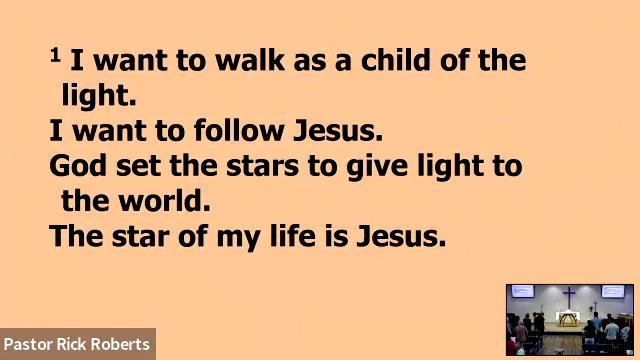 1 I want to walk as a child of the
light.
I want to follow Jesus.
God set the stars to give light to
the world.
The star of my life is Jesus.
Pastor Rick Roberts